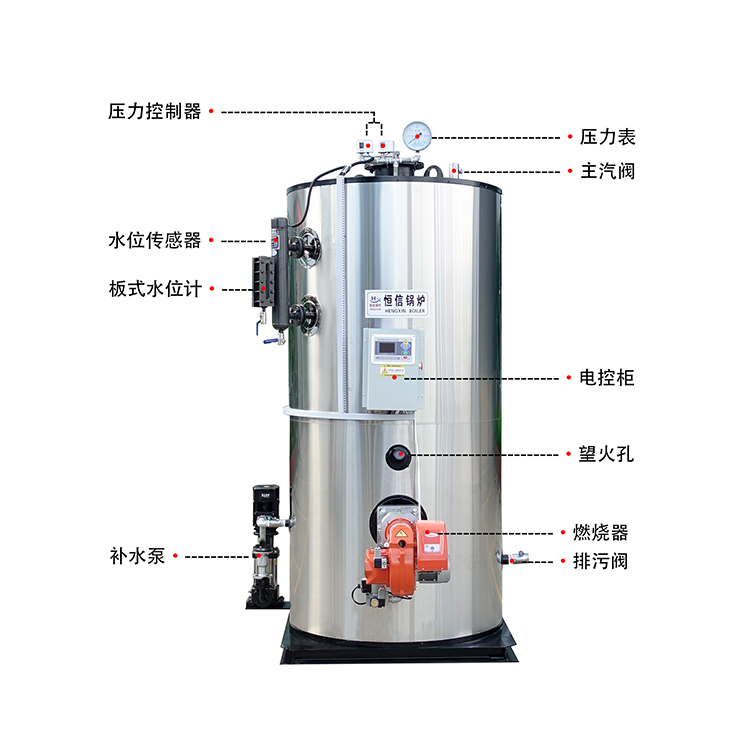 压力控制器
压力表
主汽阀
水位传感器
板式水位计
恒信锅炉
HENGXIN BOILER
电控柜
望火孔
燃烧器
补水泵
排污阀